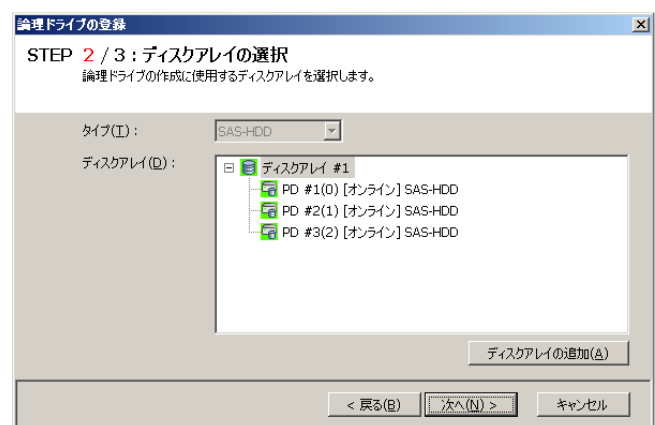 論理ドライブの登録
STEP 2 / 3 : ディスクアレイの選択
論理ドライブの作成に使用するディスクアレイを選択します。
タイプ(T) : SAS-HDD
ディスクアレイ(D) :
ディスクアレイ #1
PD #1(0) [オンライン] SAS-HDD
PD #2(1) [オンライン] SAS-HDD
PD #3(2) [オンライン] SAS-HDD
ディスクアレイの追加(A)
< 戻る(B) 次へ(N) > キャンセル